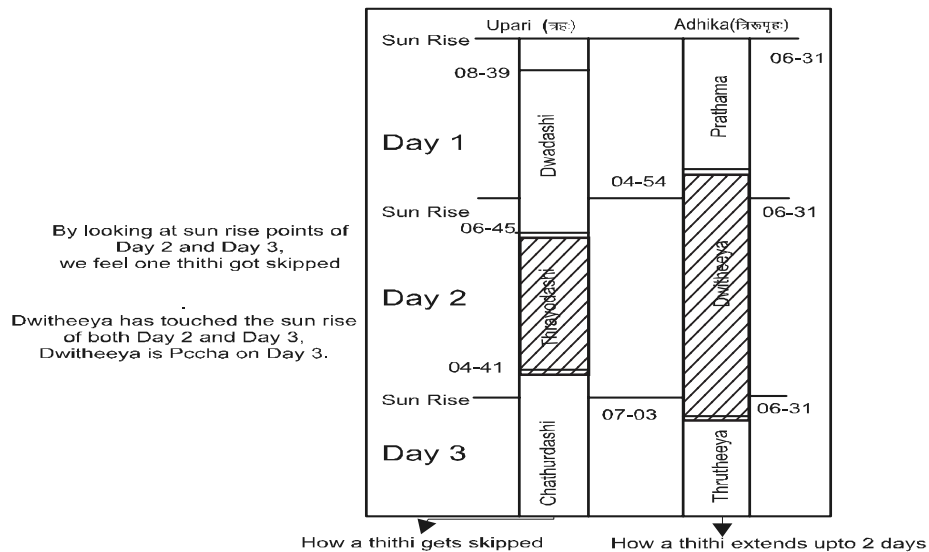 Upari (त्रहः)
Adhika(त्रिरूपृहः)
Sun Rise
06-31
08-39
Dwadashi
Prathama
Day 1
04-54
Sun Rise
06-31
06-45
By looking at sun rise points of
Day 2 and Day 3,
we feel one thithi got skipped
.
Dwitheeya has touched the sun rise
of both Day 2 and Day 3,
Dwitheeya is Pccha on Day 3.
Day 2
Thrayodashi
Dwitheeya
04-41
Sun Rise
07-03
06-31
Day 3
Chathurdashi
Thrutheeya
How a thithi gets skipped
How a thithi extends upto 2 days